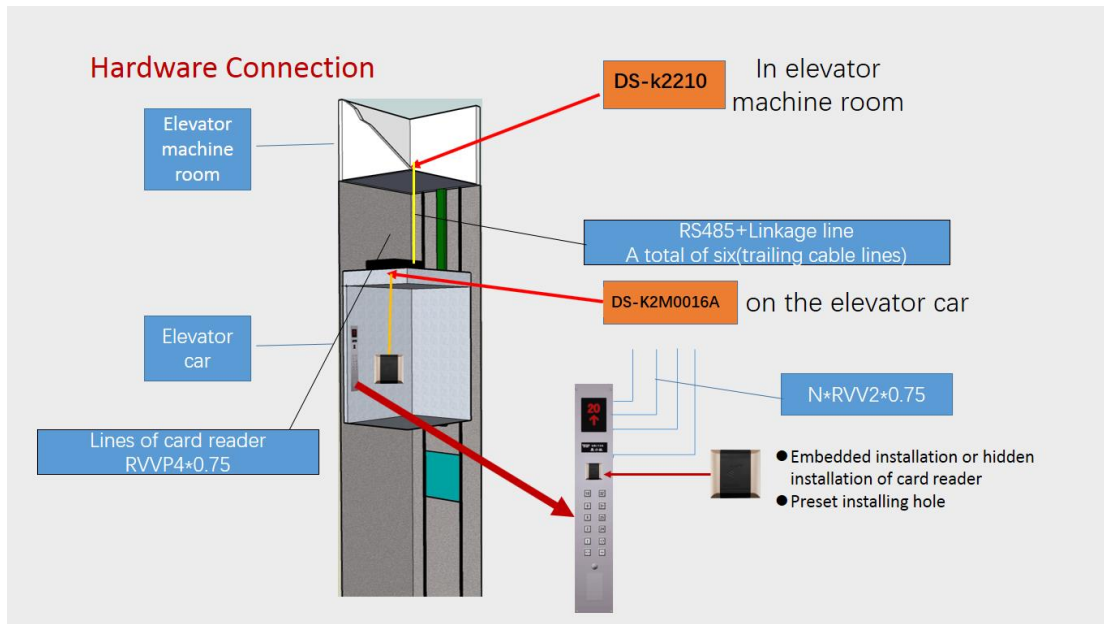 Hardware Connection
DS-k2210
In elevator
machine room
Elevator
machine
room
RS485+Linkage line
A total of six(trailing cable lines)
DS-K2M0016A
on the elevator car
Elevator
car
N*RVV2*0.75
Lines of card reader
RVVP4*0.75
20
● Embedded installation or hidden
installation of card reader
● Preset installing hole